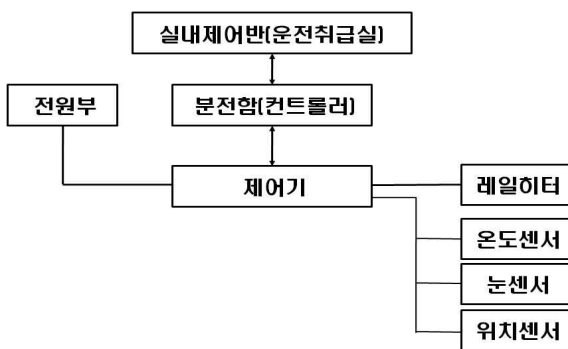 실내제어반(운전취급실)
전원부
분전함(컨트롤러)
제어기
레일히터
온도센서
눈센서
위치센서